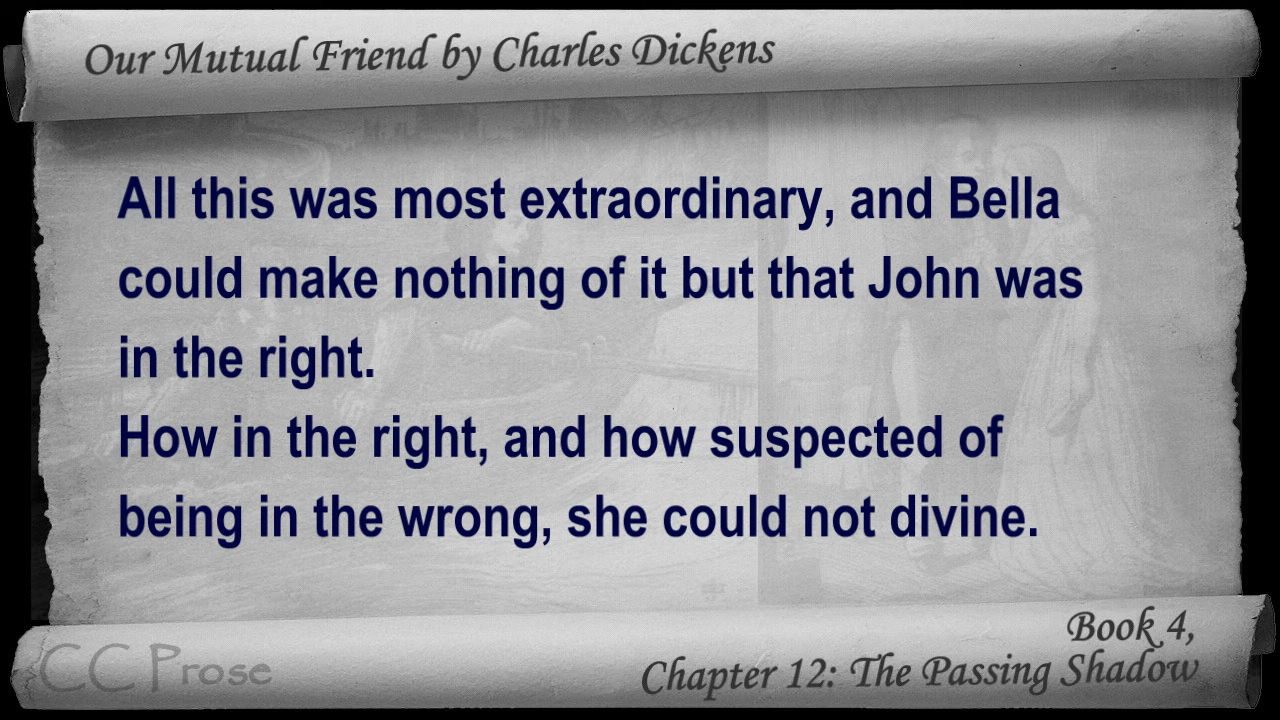 Our Mutual Friend by Charles Dickens
All this was most extraordinary, and Bella
could make nothing of it but that John was
in the right.
How in the right, and how suspected of
being in the wrong, she could not divine.
Book 4,
Chapter 12: The Passing Shadow
CC Prose